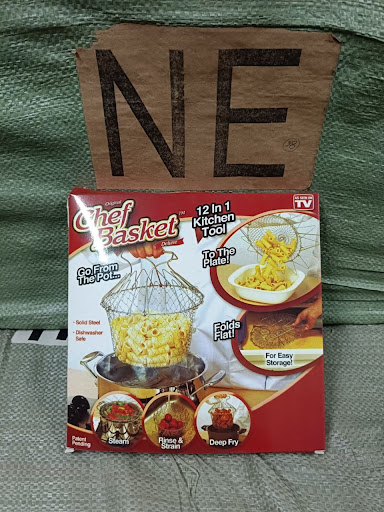 NE
Original
Chef
Basket™
Deluxe
12 In 1
Kitchen
Tool
AS SEEN ON
TV
Go From
The Pot...
To The
Plate!
• Solid Steel
• Dishwasher
Safe
Folds
Flat!
For Easy
Storage!
Patent
Pending
Steam
Rinse &
Strain
Deep Fry